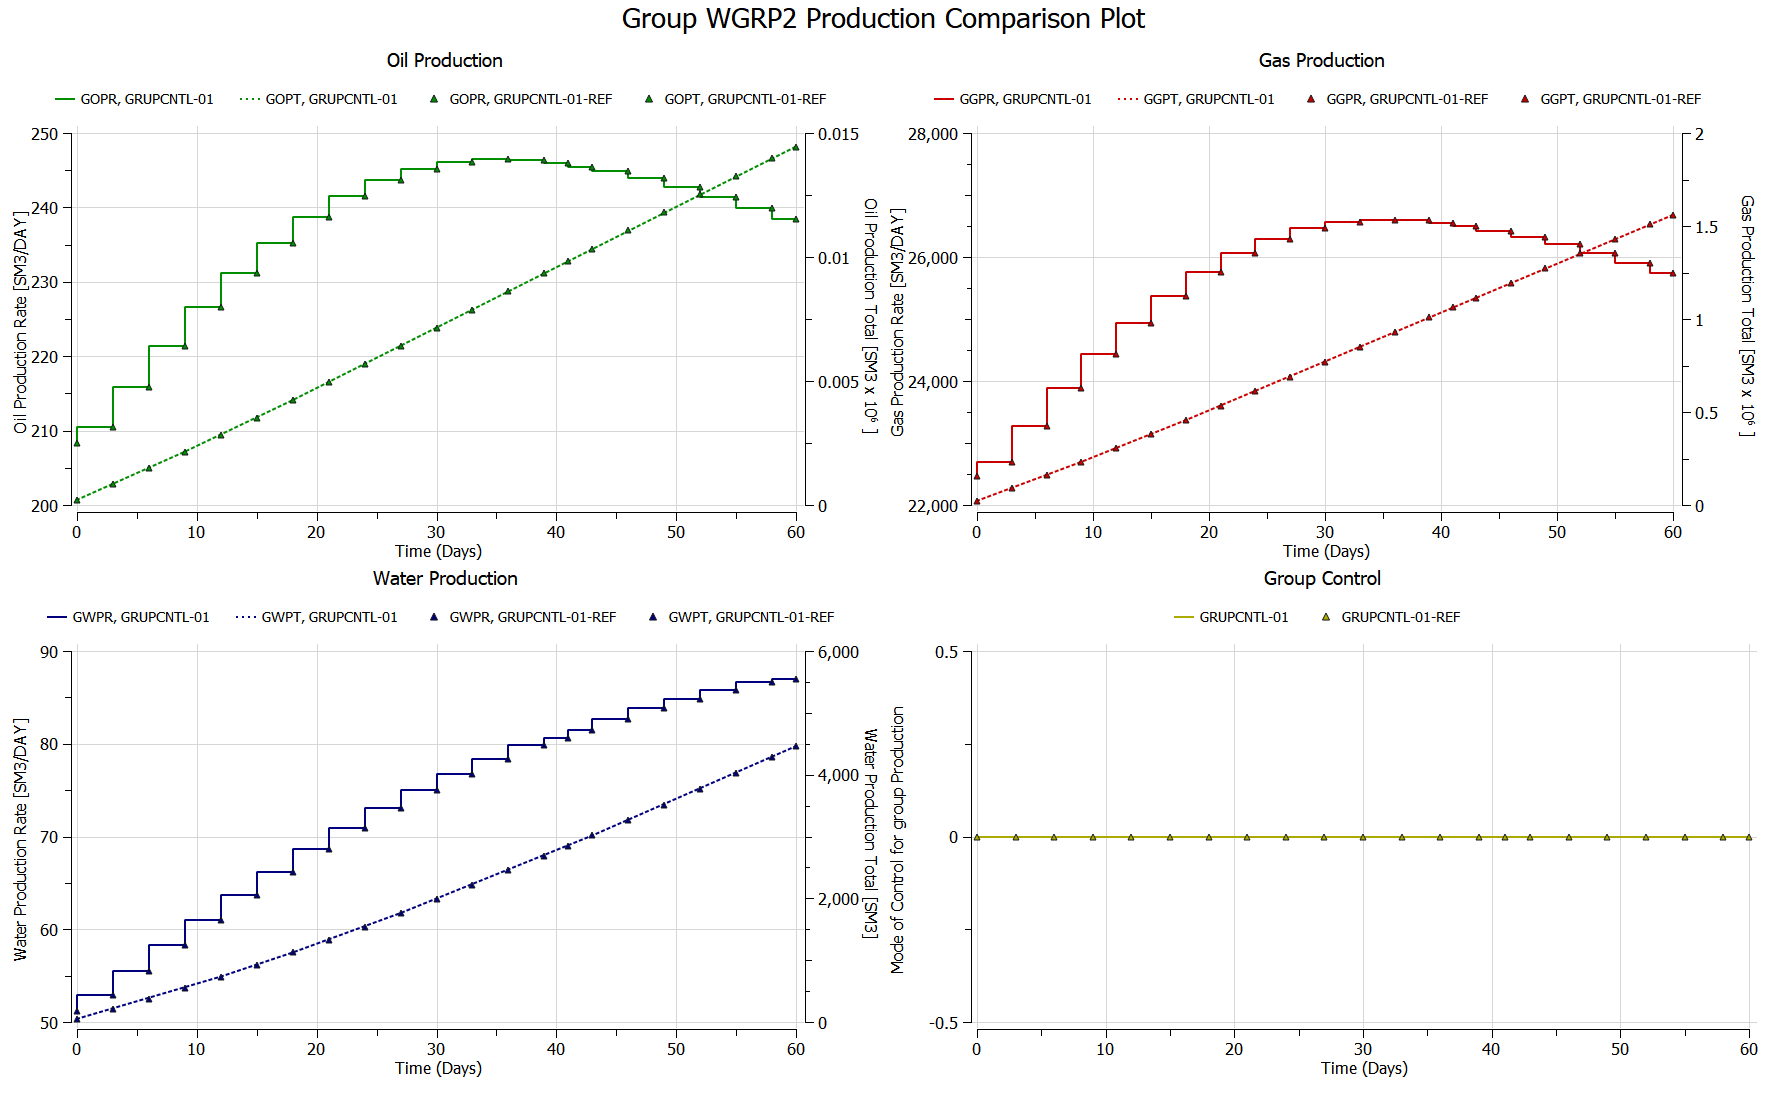 Group WGRP2 Production Comparison Plot
Oil Production
GOPR, GRUPCNTL-01 GOPT, GRUPCNTL-01 GOPR, GRUPCNTL-01-REF GOPT, GRUPCNTL-01-REF
250
240
230
220
210
200
Oil Production Rate [SM3/DAY]
0.015
0.01
0.005
0
Oil Production Total [SM3 x 10⁶ ]
0 10 20 30 40 50 60
Time (Days)
Gas Production
GGPR, GRUPCNTL-01 GGPT, GRUPCNTL-01 GGPR, GRUPCNTL-01-REF GGPT, GRUPCNTL-01-REF
28,000
26,000
24,000
22,000
Gas Production Rate [SM3/DAY]
2
1.5
1
0.5
0
Gas Production Total [SM3 x 10⁶ ]
0 10 20 30 40 50 60
Time (Days)
Water Production
GWPR, GRUPCNTL-01 GWPT, GRUPCNTL-01 GWPR, GRUPCNTL-01-REF GWPT, GRUPCNTL-01-REF
90
80
70
60
50
Water Production Rate [SM3/DAY]
6,000
4,000
2,000
0
Water Production Total [SM3]
0 10 20 30 40 50 60
Time (Days)
Group Control
GRUPCNTL-01 GRUPCNTL-01-REF
0.5
0
-0.5
Mode of Control for group Production
0 10 20 30 40 50 60
Time (Days)